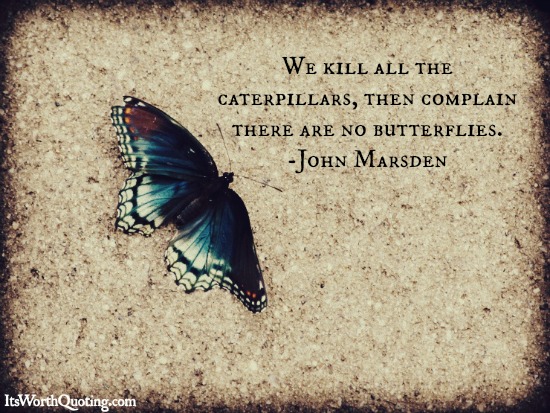 We kill all the
caterpillars, then complain
there are no butterflies.
-John Marsden
ItsWorthQuoting.com